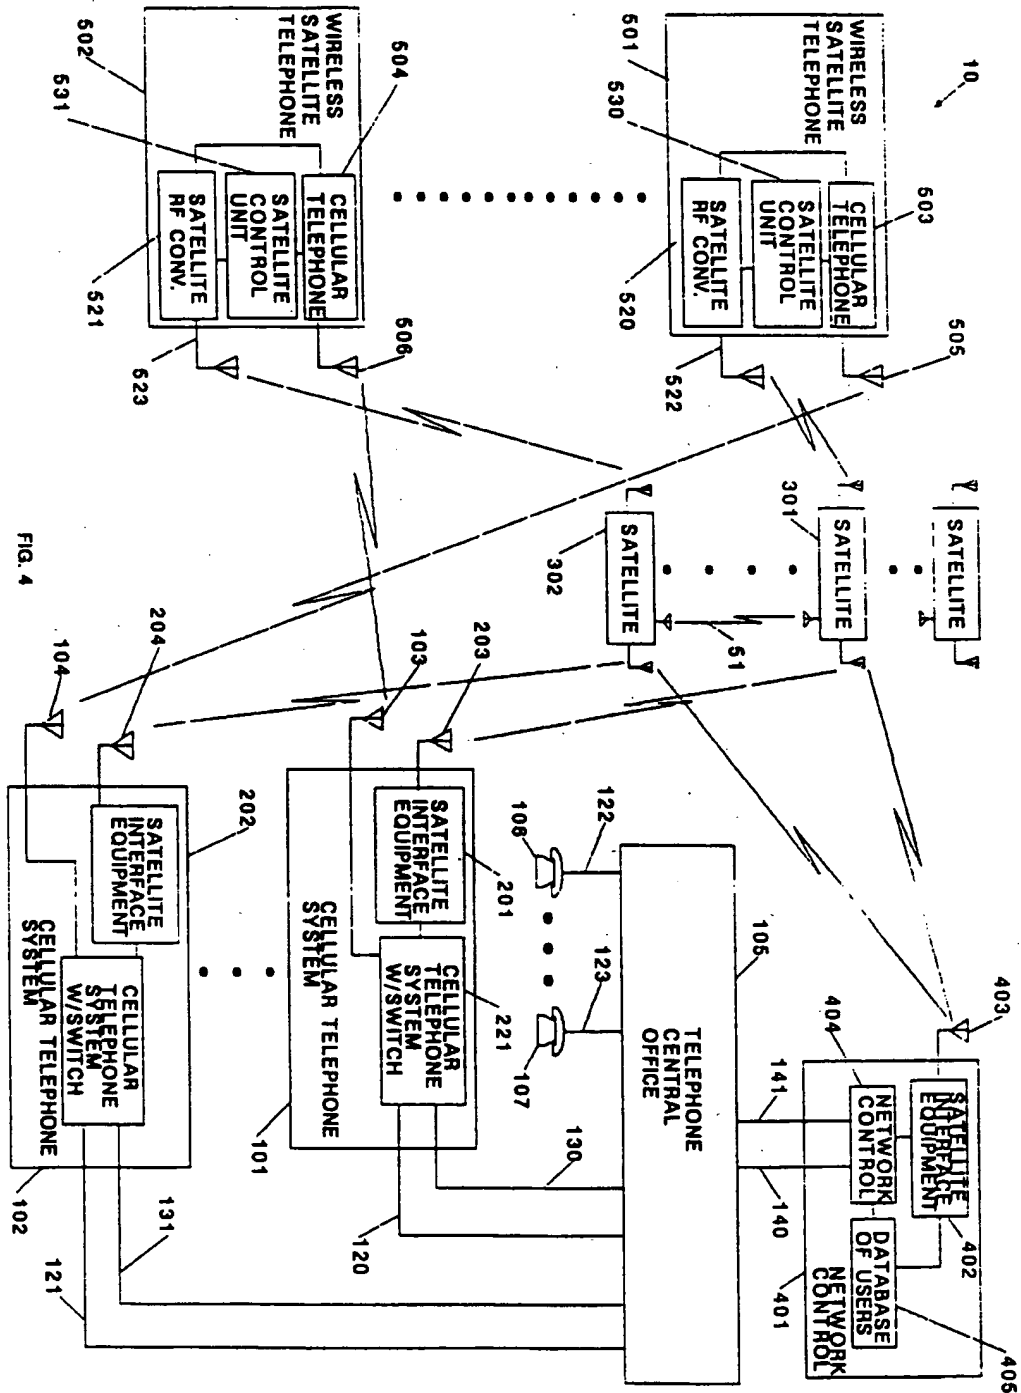 10
501
WIRELESS
SATELLITE
TELEPHONE
530
503
CELLULAR
TELEPHONE
SATELLITE
CONTROL
UNIT
SATELLITE
RF CONV.
520
505
522
502
WIRELESS
SATELLITE
TELEPHONE
531
504
CELLULAR
TELEPHONE
SATELLITE
CONTROL
UNIT
SATELLITE
RF CONV.
521
506
523
SATELLITE
301
SATELLITE
51
SATELLITE
302
403
404
SATELLITE
INTERFACE
EQUIPMENT
402
NETWORK
CONTROL
DATABASE
OF USERS
405
NETWORK
CONTROL
401
141
140
105
TELEPHONE
CENTRAL
OFFICE
122
123
108
107
203
103
SATELLITE
INTERFACE
EQUIPMENT
201
CELLULAR
TELEPHONE
SYSTEM
W/SWITCH
221
CELLULAR TELEPHONE
SYSTEM
101
130
120
204
104
202
SATELLITE
INTERFACE
EQUIPMENT
CELLULAR
TELEPHONE
SYSTEM
W/SWITCH
CELLULAR TELEPHONE
SYSTEM
102
131
121
FIG. 4